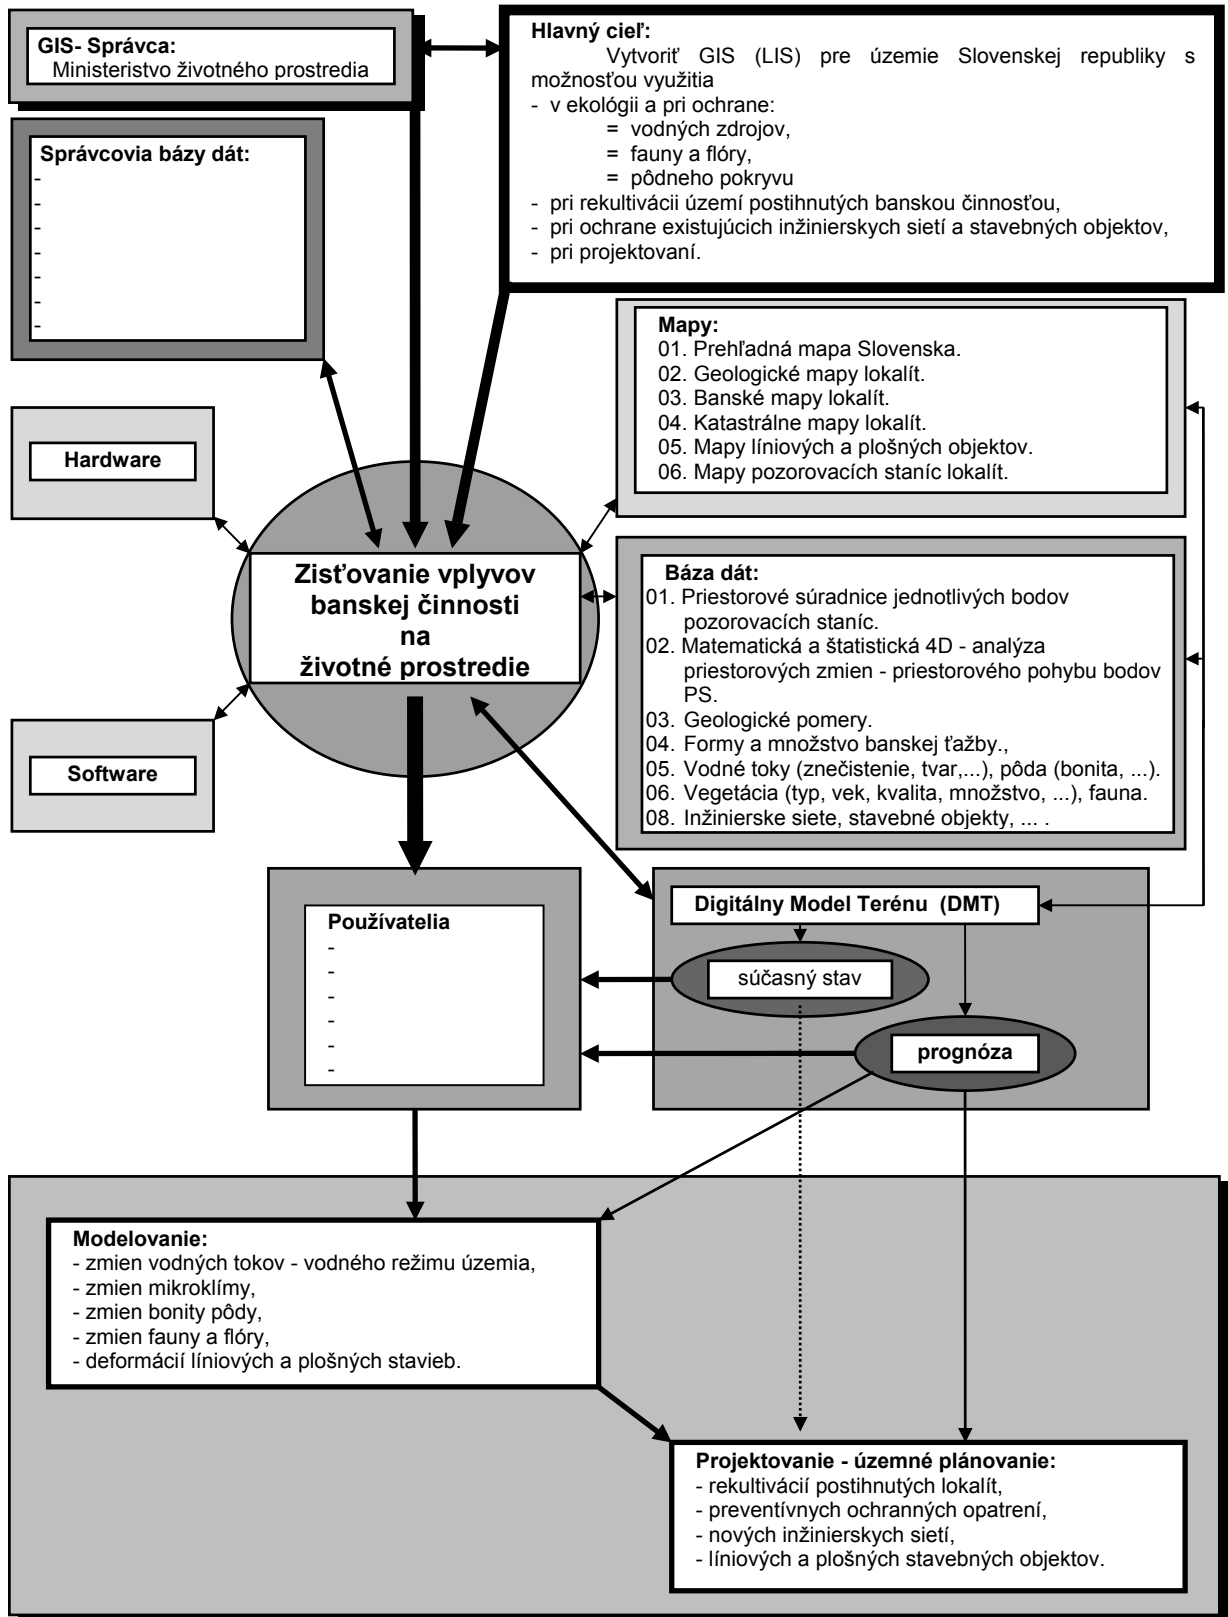 GIS- Správca:
Ministeristvo životného prostredia
Hlavný cieľ:
Vytvoriť GIS (LIS) pre územie Slovenskej republiky s
možnosťou využitia
- v ekológii a pri ochrane:
= vodných zdrojov,
= fauny a flóry,
= pôdneho pokryvu
- pri rekultivácii území postihnutých banskou činnosťou,
- pri ochrane existujúcich inžinierskych sietí a stavebných objektov,
- pri projektovaní.
Správcovia bázy dát:
-
-
-
-
-
-
-
Mapy:
01. Prehľadná mapa Slovenska.
02. Geologické mapy lokalít.
03. Banské mapy lokalít.
04. Katastrálne mapy lokalít.
05. Mapy líniových a plošných objektov.
06. Mapy pozorovacích staníc lokalít.
Hardware
Zisťovanie vplyvov
banskej činnosti
na
životné prostredie
Báza dát:
01. Priestorové súradnice jednotlivých bodov
pozorovacích staníc.
02. Matematická a štatistická 4D - analýza
priestorových zmien - priestorového pohybu bodov
PS.
03. Geologické pomery.
04. Formy a množstvo banskej ťažby.,
05. Vodné toky (znečistenie, tvar,...), pôda (bonita, ...).
06. Vegetácia (typ, vek, kvalita, množstvo, ...), fauna.
08. Inžinierske siete, stavebné objekty, ... .
Software
Používatelia
-
-
-
-
-
-
Digitálny Model Terénu (DMT)
súčasný stav
prognóza
Modelovanie:
- zmien vodných tokov - vodného režimu územia,
- zmien mikroklímy,
- zmien bonity pôdy,
- zmien fauny a flóry,
- deformácií líniových a plošných stavieb.
Projektovanie - územné plánovanie:
- rekultivácií postihnutých lokalít,
- preventívnych ochranných opatrení,
- nových inžinierskych sietí,
- líniových a plošných stavebných objektov.